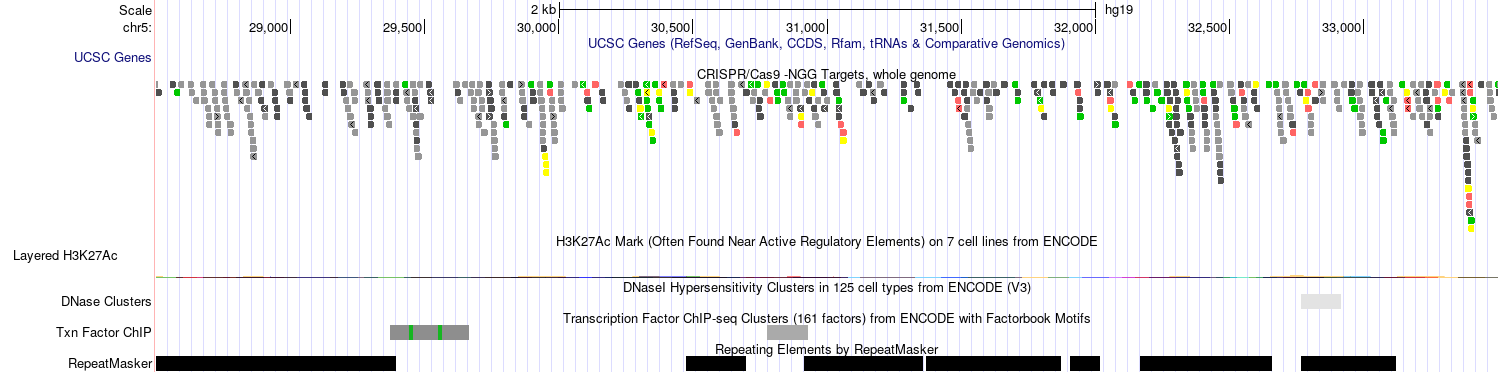 Scale 2 kb hg19
chr5: 29,000 29,500 30,000 30,500 31,000 31,500 32,000 32,500 33,000
UCSC Genes (RefSeq, GenBank, CCDS, Rfam, tRNAs & Comparative Genomics)
UCSC Genes
CRISPR/Cas9 -NGG Targets, whole genome
H3K27Ac Mark (Often Found Near Active Regulatory Elements) on 7 cell lines from ENCODE
Layered H3K27Ac
DNaseI Hypersensitivity Clusters in 125 cell types from ENCODE (V3)
DNase Clusters
Transcription Factor ChIP-seq Clusters (161 factors) from ENCODE with Factorbook Motifs
Txn Factor ChIP
Repeating Elements by RepeatMasker
RepeatMasker